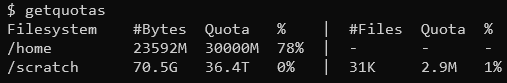 $ getquotas
Filesystem #Bytes Quota % | #Files Quota %
/home 23592M 30000M 78% | - - -
/scratch 70.5G 36.4T 0% | 31K 2.9M 1%